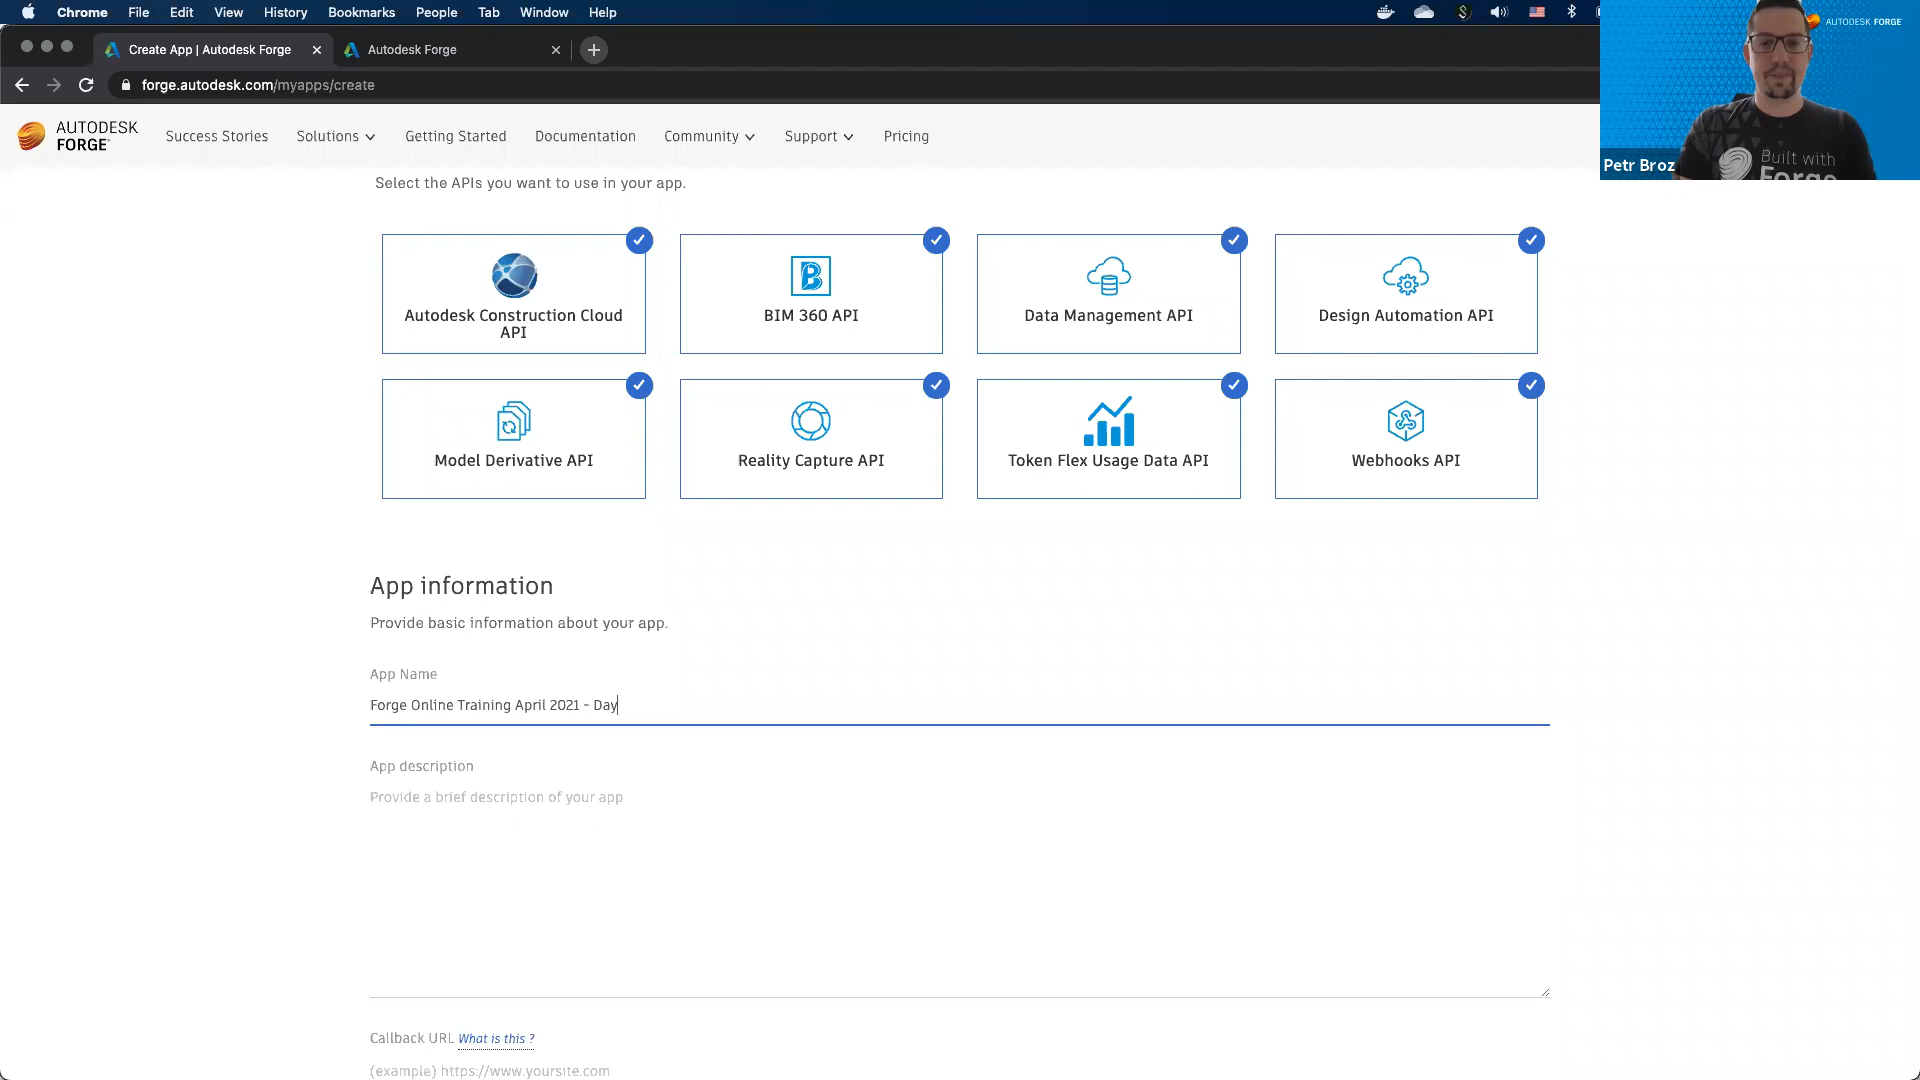 Chrome File Edit View History Bookmarks People Tab Window Help
Create App | Autodesk Forge
Autodesk Forge
forge.autodesk.com/myapps/create
AUTODESK FORGE
Petr Broz
Built with
Forge
AUTODESK
FORGE
Success Stories
Solutions
Getting Started
Documentation
Community
Support
Pricing
Select the APIs you want to use in your app.
Autodesk Construction Cloud
API
BIM 360 API
Data Management API
Design Automation API
Model Derivative API
Reality Capture API
Token Flex Usage Data API
Webhooks API
App information
Provide basic information about your app.
App Name
Forge Online Training April 2021 - Day
App description
Provide a brief description of your app
Callback URL What is this ?
(example) https://www.yoursite.com